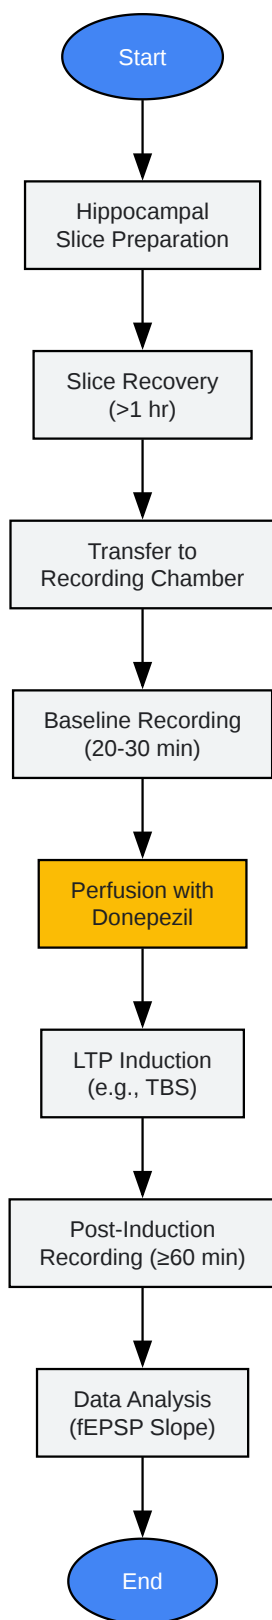 Start
Hippocampal
Slice Preparation
Slice Recovery
(>1 hr)
Transfer to
Recording Chamber
Baseline Recording
(20-30 min)
Perfusion with
Donepezil
LTP Induction
(e.g., TBS)
Post-Induction
Recording (≥60 min)
Data Analysis
(fEPSP Slope)
End